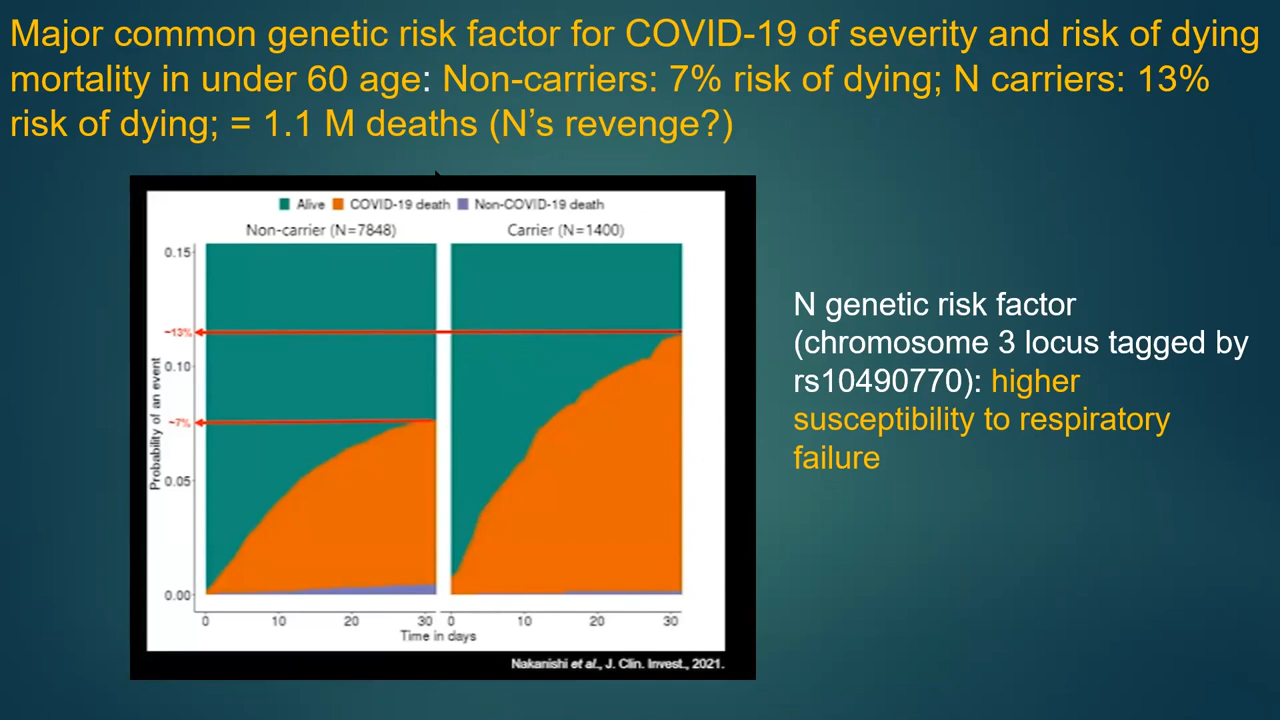 Major common genetic risk factor for COVID-19 of severity and risk of dying
mortality in under 60 age: Non-carriers: 7% risk of dying; N carriers: 13%
risk of dying; = 1.1 M deaths (N’s revenge?)
Alive COVID-19 death Non-COVID-19 death
Non-carrier (N=7848) Carrier (N=1400)
0.15
~13%
0.10
~7%
0.05
0.00
Probability of an event
0 10 20 30 0 10 20 30
Time in days
Nakanishi et al., J. Clin. Invest., 2021.
N genetic risk factor
(chromosome 3 locus tagged by
rs10490770): higher
susceptibility to respiratory
failure